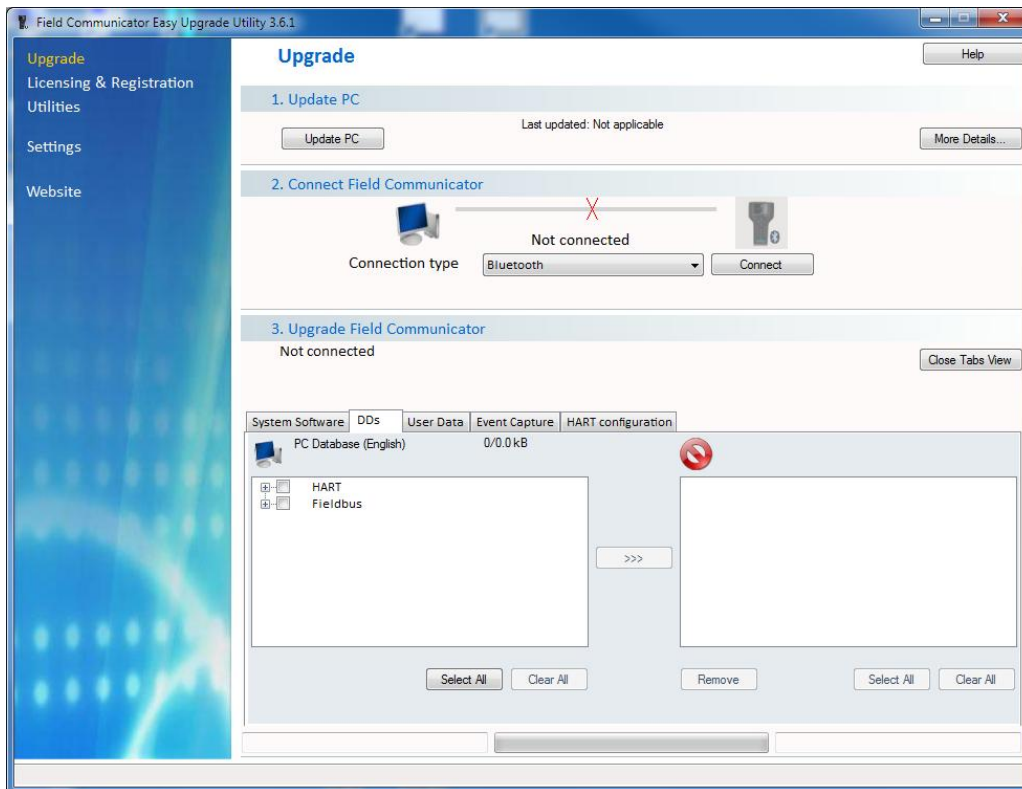 Field Communicator Easy Upgrade Utility 3.6.1
Upgrade
Licensing & Registration
Utilities
Settings
Website
Upgrade
Help
1. Update PC
Update PC
Last updated: Not applicable
More Details...
2. Connect Field Communicator
Not connected
Connection type
Bluetooth
Connect
3. Upgrade Field Communicator
Not connected
Close Tabs View
System Software
DDs
User Data
Event Capture
HART configuration
PC Database (English)
0/0.0 kB
HART
Fieldbus
>>>
Select All
Clear All
Remove
Select All
Clear All